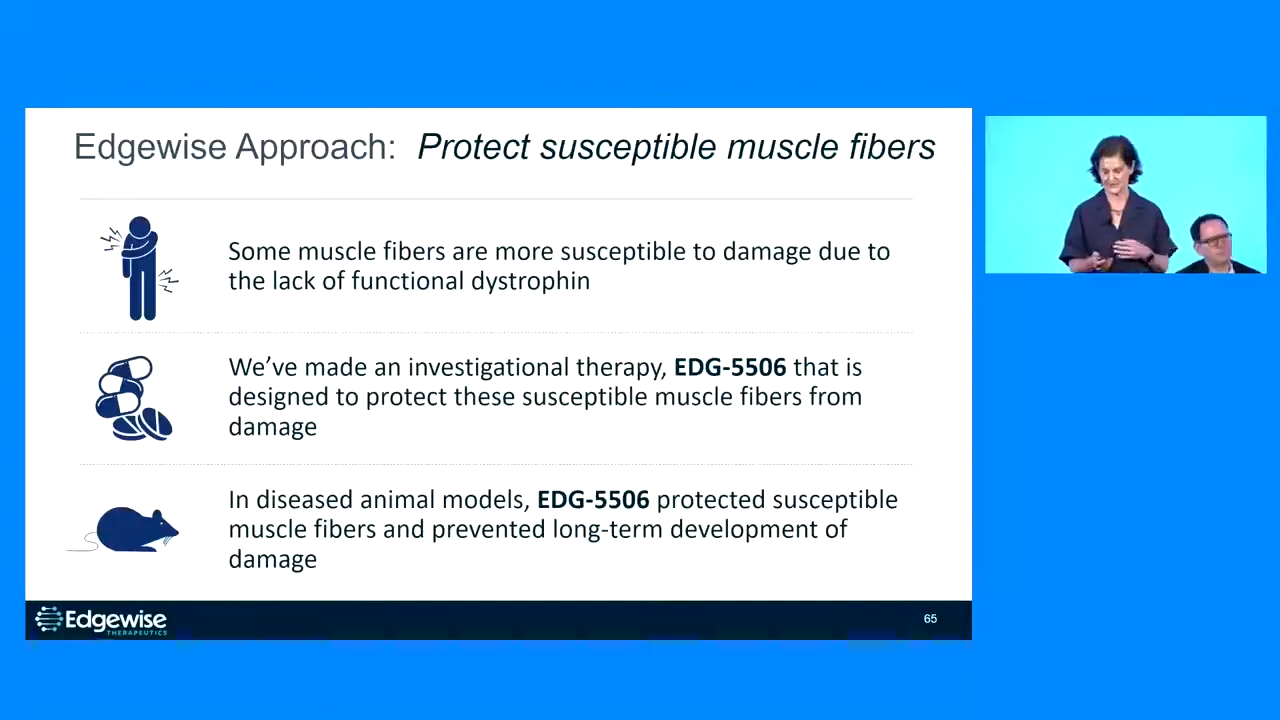 Edgewise Approach: Protect susceptible muscle fibers
Some muscle fibers are more susceptible to damage due to
the lack of functional dystrophin
We’ve made an investigational therapy, EDG-5506 that is
designed to protect these susceptible muscle fibers from
damage
In diseased animal models, EDG-5506 protected susceptible
muscle fibers and prevented long-term development of
damage
Edgewise
THERAPEUTICS
65